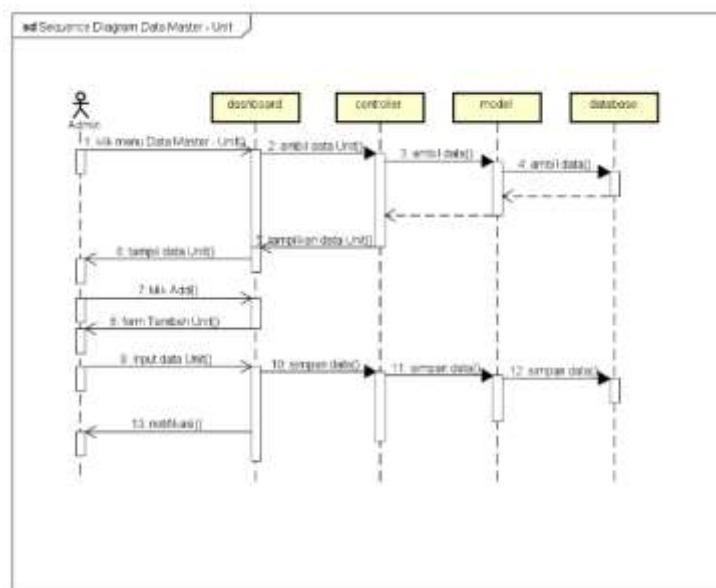 sd Sequence Diagram Data Master - Unit
Admin
dashboard
controller
model
database
1: klik menu Data Master - Unit()
2: ambil data Unit()
3: ambil data()
4: ambil data()
5: tampilkan data Unit()
6: tampil data Unit()
7: klik Add()
8: form Tambah Unit()
9: input data Unit()
10: simpan data()
11: simpan data()
12: simpan data()
13: notifikasi()